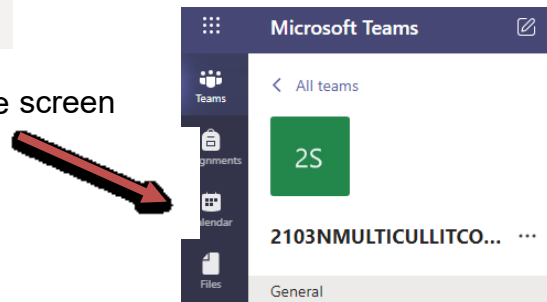 Microsoft Teams
Teams
All teams
screen
gnments
2S
lendar
2103NMULTICULLITCO...
Files
General